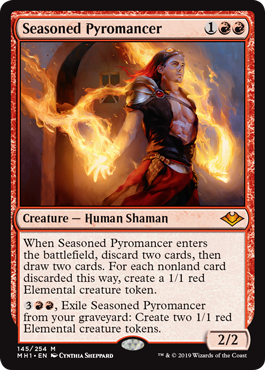 Seasoned Pyromancer 1
Creature — Human Shaman
When Seasoned Pyromancer enters
the battlefield, discard two cards, then
draw two cards. For each nonland card
discarded this way, create a 1/1 red
Elemental creature token.
3 , Exile Seasoned Pyromancer
from your graveyard: Create two 1/1 red
Elemental creature tokens.
2/2
145/254 M
MH1 • EN Cynthia Sheppard
™ & © 2019 Wizards of the Coast